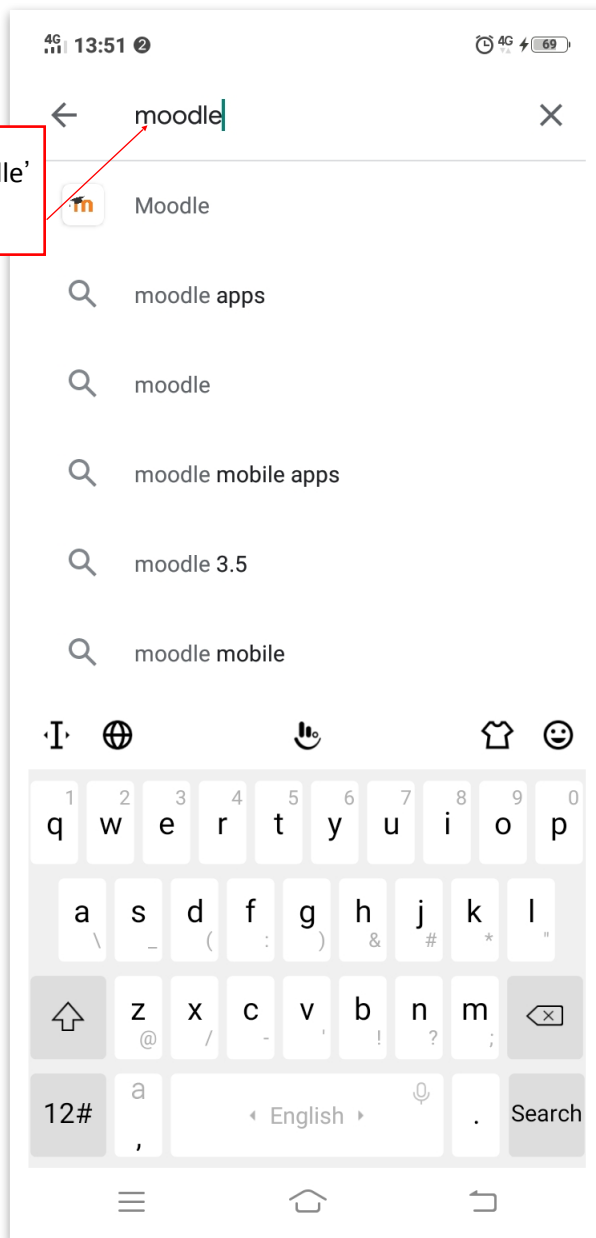 4G 13:51 2 4G 69
moodle
le’
Moodle
moodle apps
moodle
moodle mobile apps
moodle 3.5
moodle mobile
1 2 3 4 5 6 7 8 9 0
q w e r t y u i o p
a s d f g h j k l
\ _ ( : ) & # * "
z x c v b n m
@ / - ' ! ? ;
12# a , English . Search